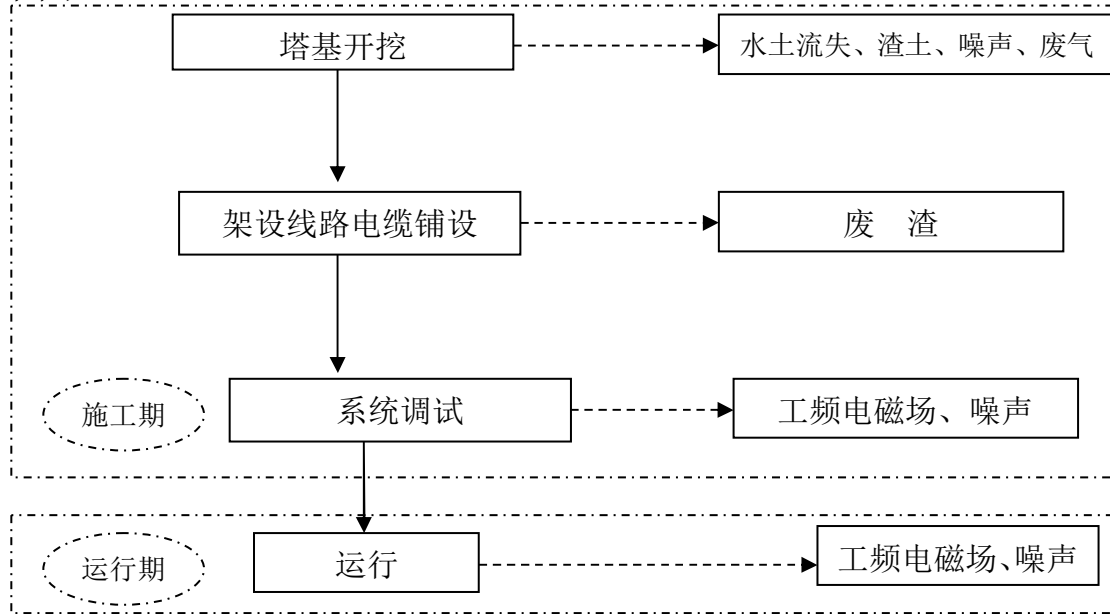 塔基开挖
水土流失、渣土、噪声、废气
架设线路电缆铺设
废　渣
施工期
系统调试
工频电磁场、噪声
运行期
运行
工频电磁场、噪声